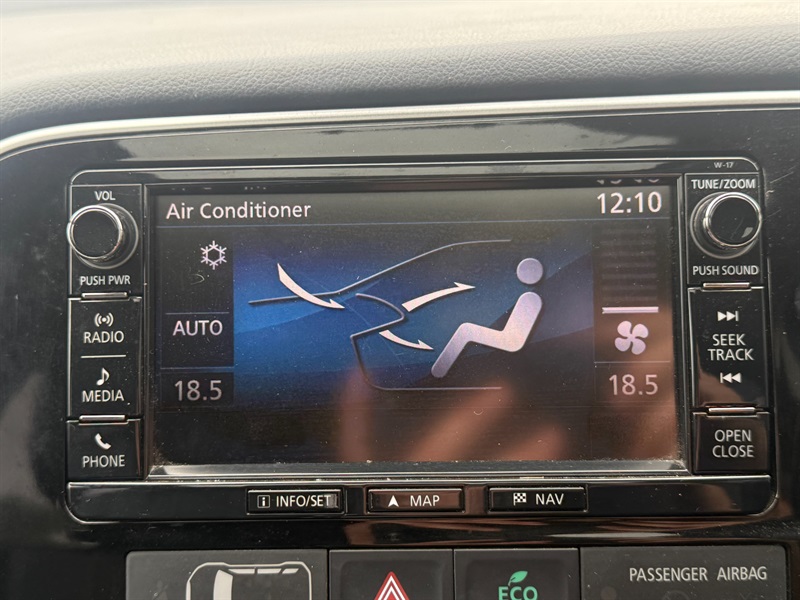 W-17
VOL
TUNE/ZOOM
Air Conditioner
12:10
PUSH PWR
PUSH SOUND
RADIO
AUTO
SEEK
TRACK
MEDIA
18.5
18.5
PHONE
OPEN
CLOSE
INFO/SET
MAP
NAV
ECO
PASSENGER AIRBAG